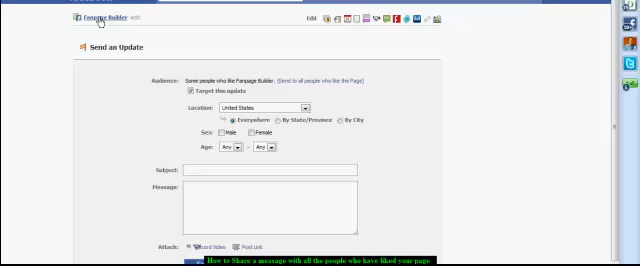 Fanpage Builder edit
Edit
Send an Update
Audience: Some people who like Fanpage Builder. (Send to all people who like the Page)
Target this update
Location: United States
Everywhere By State/Province By City
Sex: Male Female
Age: Any - Any
Subject:
Message:
Attach: Record Video Post Link
How to Share a message with all the people who have liked your page